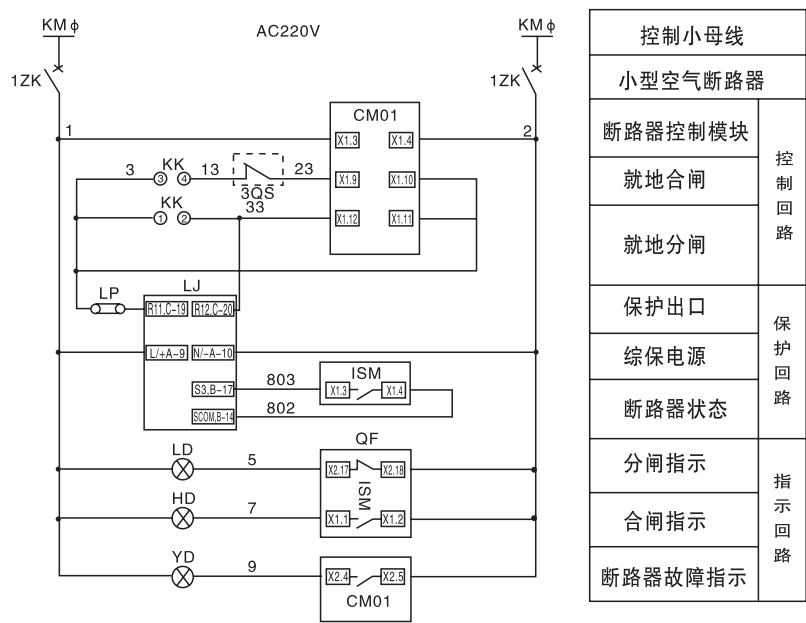 KMϕ
AC220V
KMϕ
1ZK
1ZK
1
CM01
2
X1.3
X1.4
3
KK
13
23
③ ④
X1.9
X1.10
3QS
KK
33
① ②
X1.12
X1.11
LP
LJ
R11,C-19
R12,C-20
L/+A-9
N/-A-10
ISM
S3,B-17
803
X1.3
X1.4
SCOM,B-14
802
QF
LD
5
X2.17
X2.18
ISM
HD
7
X1.1
X1.2
YD
9
X2.4
X2.5
CM01
控制小母线
小型空气断路器
断路器控制模块
就地合闸
就地分闸
控制回路
保护出口
综保电源
断路器状态
保护回路
分闸指示
合闸指示
断路器故障指示
指示回路